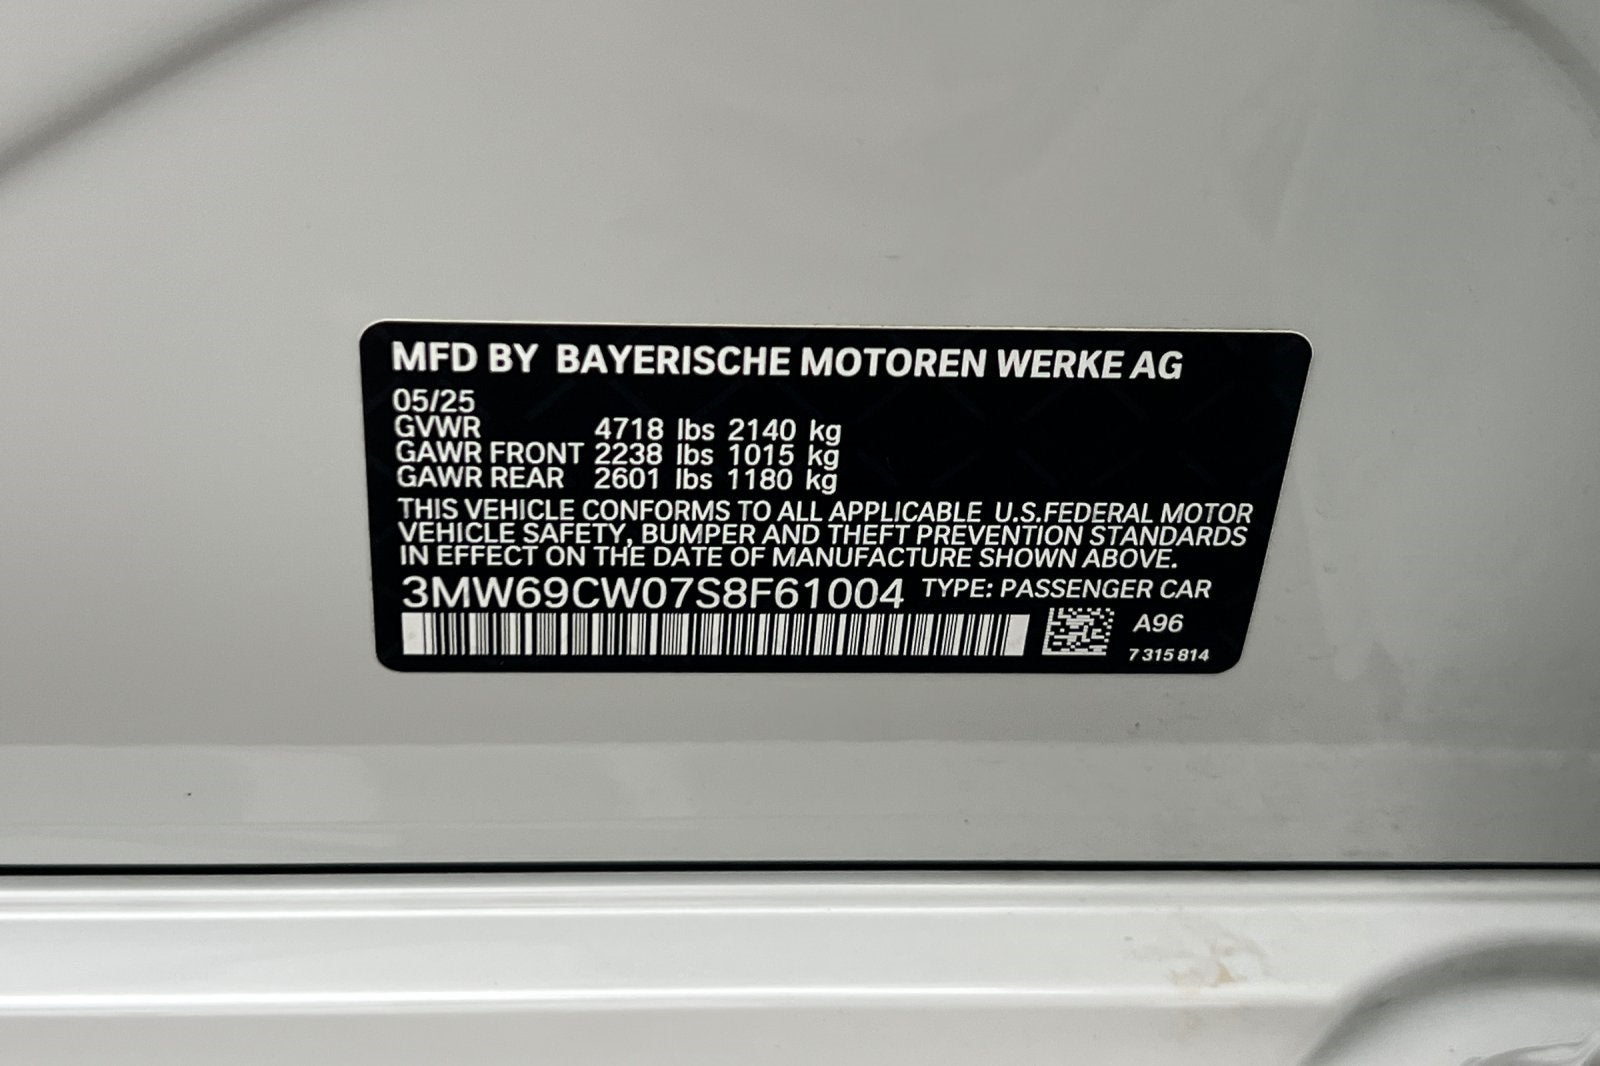 MFD BY BAYERISCHE MOTOREN WERKE AG
05/25
GVWR 4718 lbs 2140 kg
GAWR FRONT 2238 lbs 1015 kg
GAWR REAR 2601 lbs 1180 kg
THIS VEHICLE CONFORMS TO ALL APPLICABLE U.S.FEDERAL MOTOR
VEHICLE SAFETY, BUMPER AND THEFT PREVENTION STANDARDS
IN EFFECT ON THE DATE OF MANUFACTURE SHOWN ABOVE.
3MW69CW07S8F61004 TYPE: PASSENGER CAR
A96
7 315 814